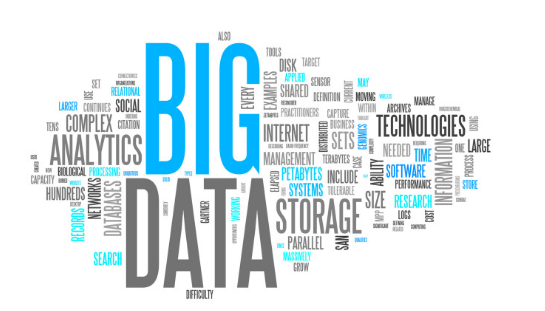 ALSO
BIG
DATA
TOOLS
DISK
TARGET
APPLIED
SENSOR
SHARED
EXAMPLES
EVERY
DEFINITION
CURRENT
MAY
MOVING
WITHIN
ARCHIVES
MANAGE
PRACTITIONERS
CAPTURE
BUSINESS
SETS
DISTRIBUTED
INTERNET
MANAGEMENT
TERABYTES
CASE
GENOMICS
TECHNOLOGIES
USING
NEEDED
TIME
ONE
LARGE
INFORMATION
PROCESS
SOFTWARE
ABILITY
PERFORMANCE
STORE
PETABYTES
INCLUDE
ELAPSED
SYSTEMS
TOLERABLE
SIZE
MPP
RESEARCH
LOGS
COST
STORAGE
SAN
PARALLEL
MASSIVELY
GROW
SET
USE
RELATIONAL
LARGER
CONTINUES
SOCIAL
TENS
COMPLEX
CITATION
ANALYTICS
BIOLOGICAL
PROCESSING
CAPACITY
HUNDREDS
NETWORKS
DATABASES
RECORDS
SEARCH
GARTNER
WORKING
DIFFICULTY